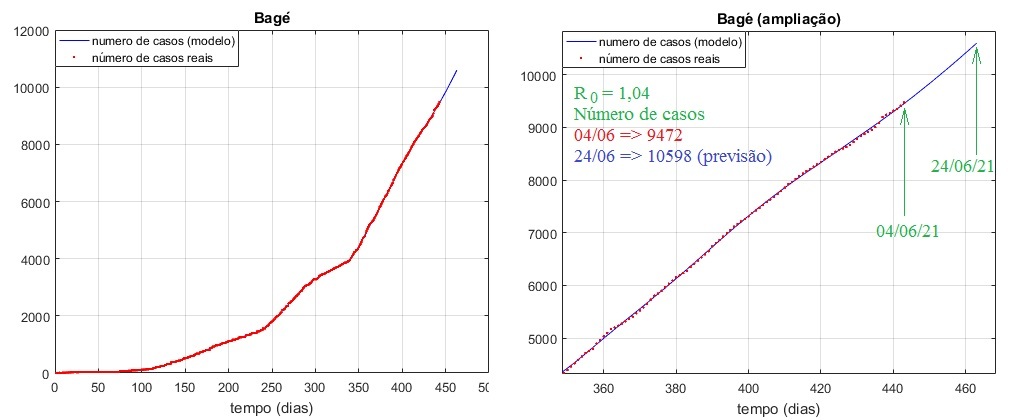 Bagé
12000
10000
8000
6000
4000
2000
0
numero de casos (modelo)
número de casos reais
0 50 100 150 200 250 300 350 400 450 50
tempo (dias)
Bagé (ampliação)
10000
9000
8000
7000
6000
5000
numero de casos (modelo)
número de casos reais
R0 = 1,04
Número de casos
04/06 => 9472
24/06 => 10598 (previsão)
24/06/21
04/06/21
360 380 400 420 440 460
tempo (dias)